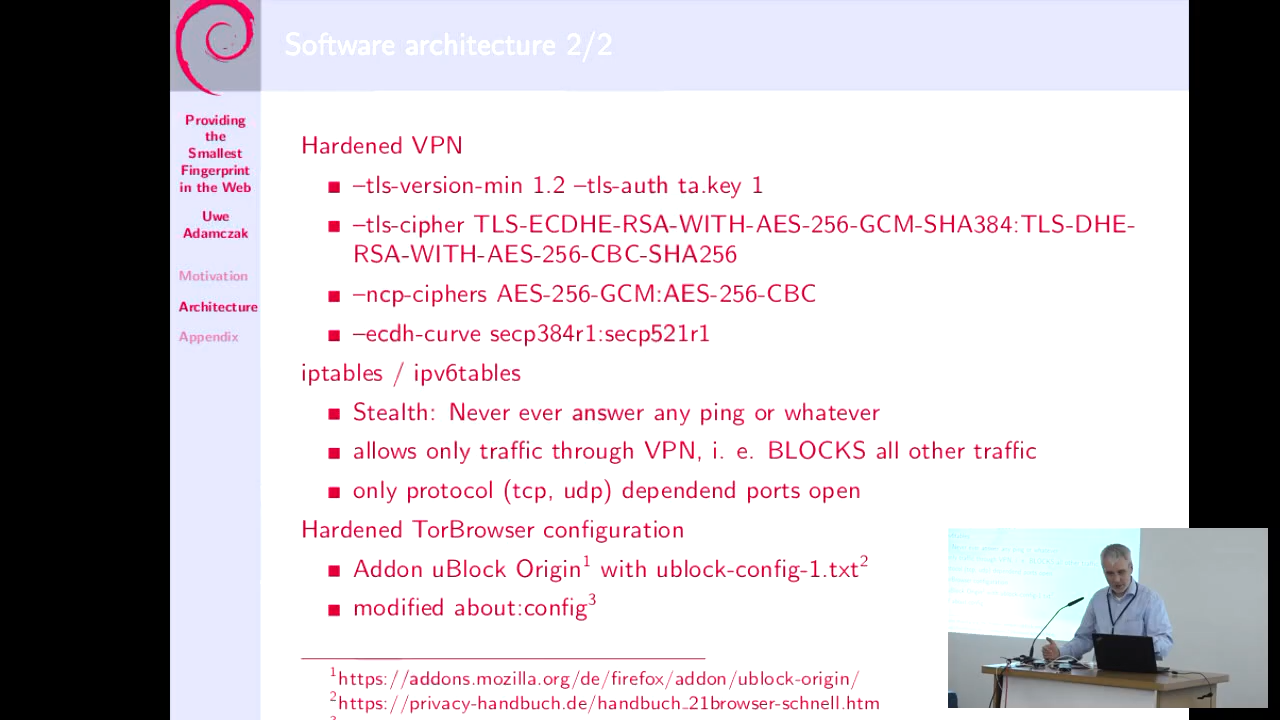 Software architecture 2/2
Providing
the
Smallest
Fingerprint
in the Web
Uwe
Adamczak
Motivation
Architecture
Appendix
Hardened VPN
–tls-version-min 1.2 –tls-auth ta.key 1
–tls-cipher TLS-ECDHE-RSA-WITH-AES-256-GCM-SHA384:TLS-DHE-
RSA-WITH-AES-256-CBC-SHA256
–ncp-ciphers AES-256-GCM:AES-256-CBC
–ecdh-curve secp384r1:secp521r1
iptables / ipv6tables
Stealth: Never ever answer any ping or whatever
allows only traffic through VPN, i. e. BLOCKS all other traffic
only protocol (tcp, udp) dependend ports open
Hardened TorBrowser configuration
Addon uBlock Origin1 with ublock-config-1.txt2
modified about:config3
1https://addons.mozilla.org/de/firefox/addon/ublock-origin/
2https://privacy-handbuch.de/handbuch_21browser-schnell.htm